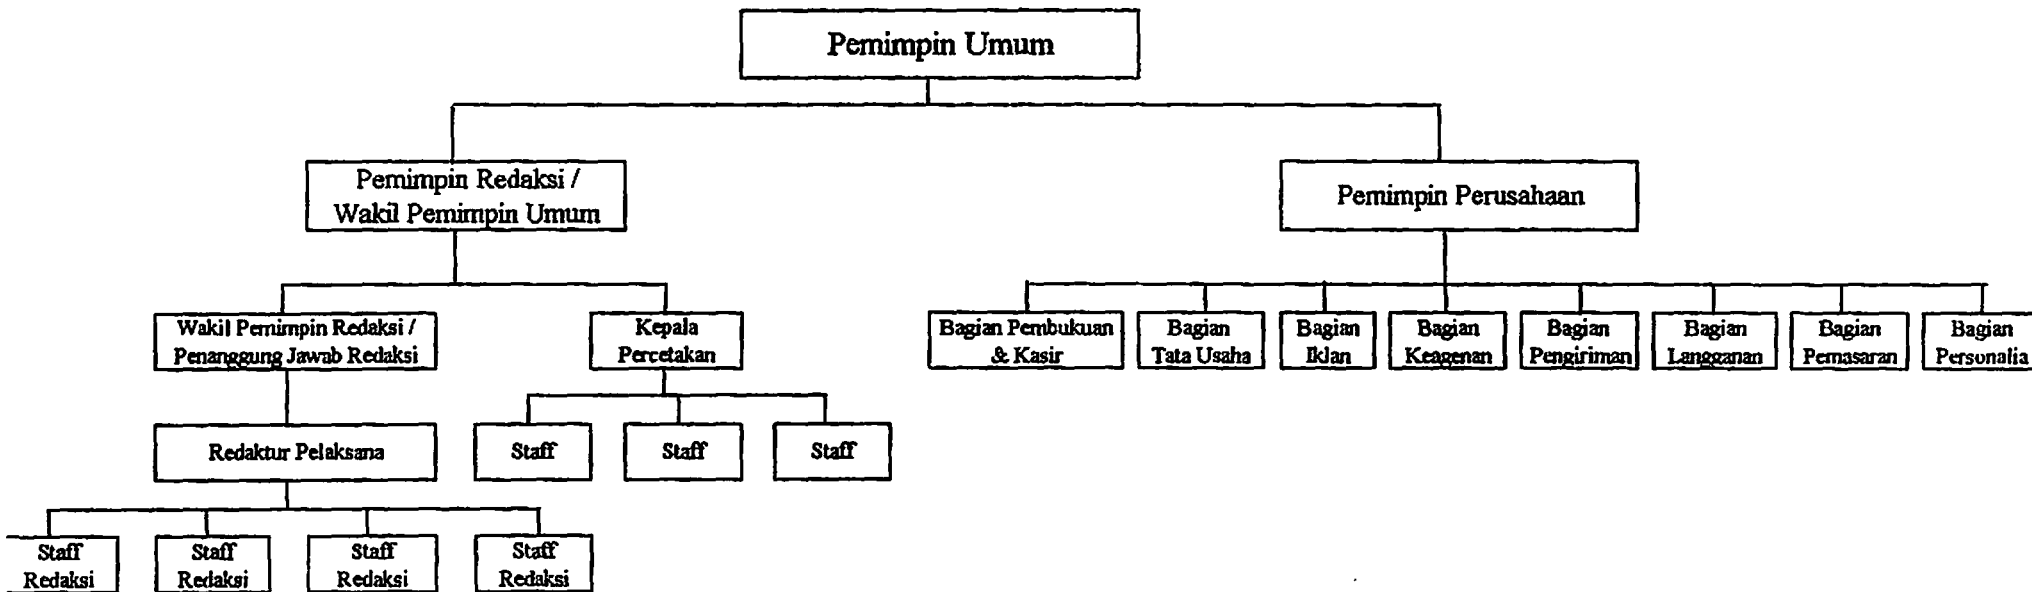 Pemimpin Umum
Pemimpin Redaksi /
Wakil Pemimpin Umum
Pemimpin Perusahaan
Wakil Pemimpin Redaksi /
Penanggung Jawab Redaksi
Kepala
Percetakan
Bagian Pembukuan
& Kasir
Bagian
Tata Usaha
Bagian
Iklan
Bagian
Keagenan
Bagian
Pengiriman
Bagian
Langganan
Bagian
Pemasaran
Bagian
Personalia
Redaktur Pelaksana
Staff
Staff
Staff
Staff
Redaksi
Staff
Redaksi
Staff
Redaksi
Staff
Redaksi